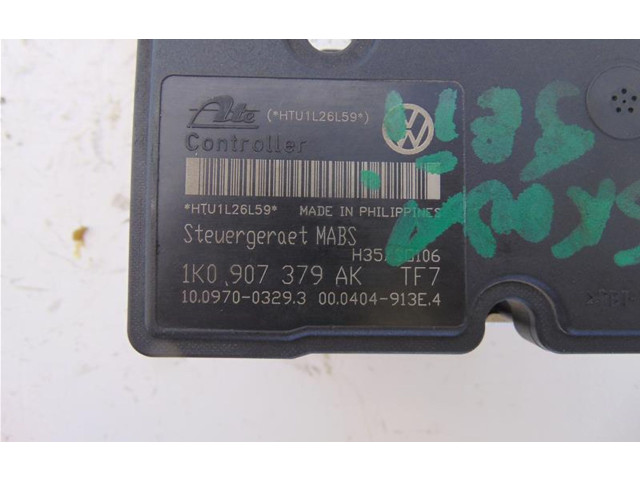 Ate (*HTU1L26L59*)
Controller
*HTU1L26L59* MADE IN PHILIPPINES
Steuergeraet MABS
1K0 907 379 AK TF7
10.0970-0329.3 00.0404-913E.4